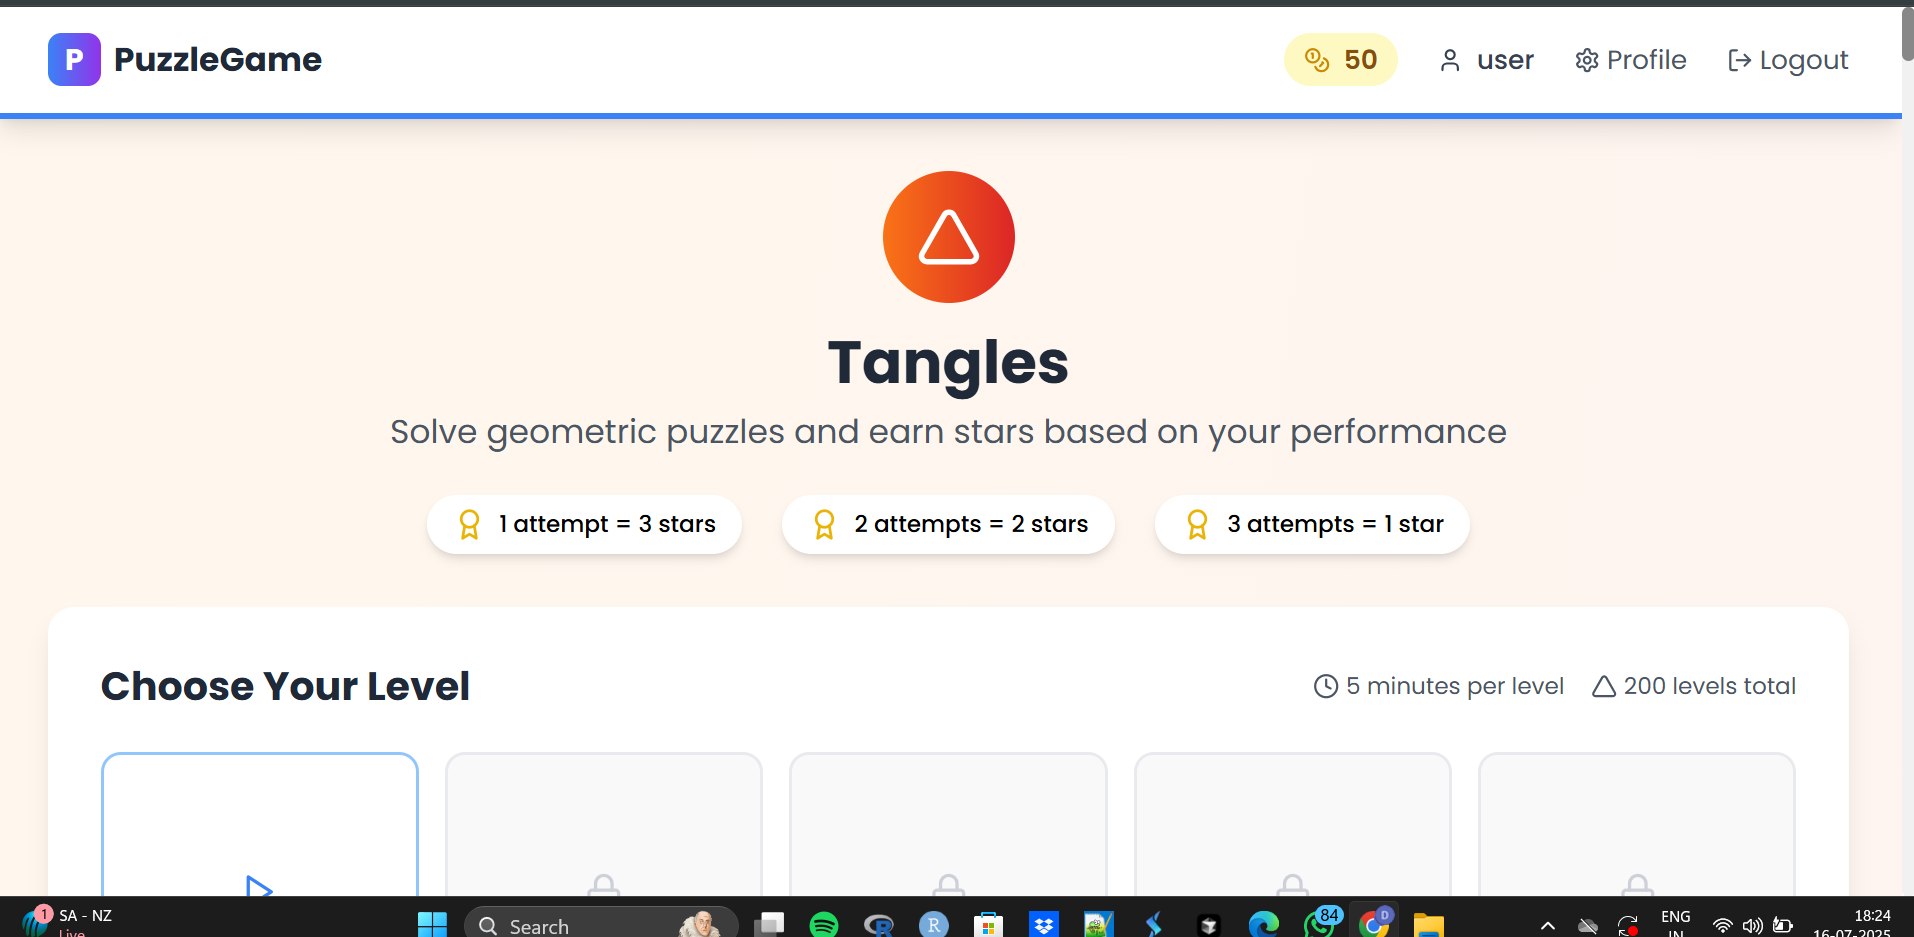 P PuzzleGame
50
user
Profile
Logout
Tangles
Solve geometric puzzles and earn stars based on your performance
1 attempt = 3 stars
2 attempts = 2 stars
3 attempts = 1 star
Choose Your Level
5 minutes per level
200 levels total
1
SA - NZ
Live
Search
R
R
84
D
ENG
IN
18:24
16-07-2025